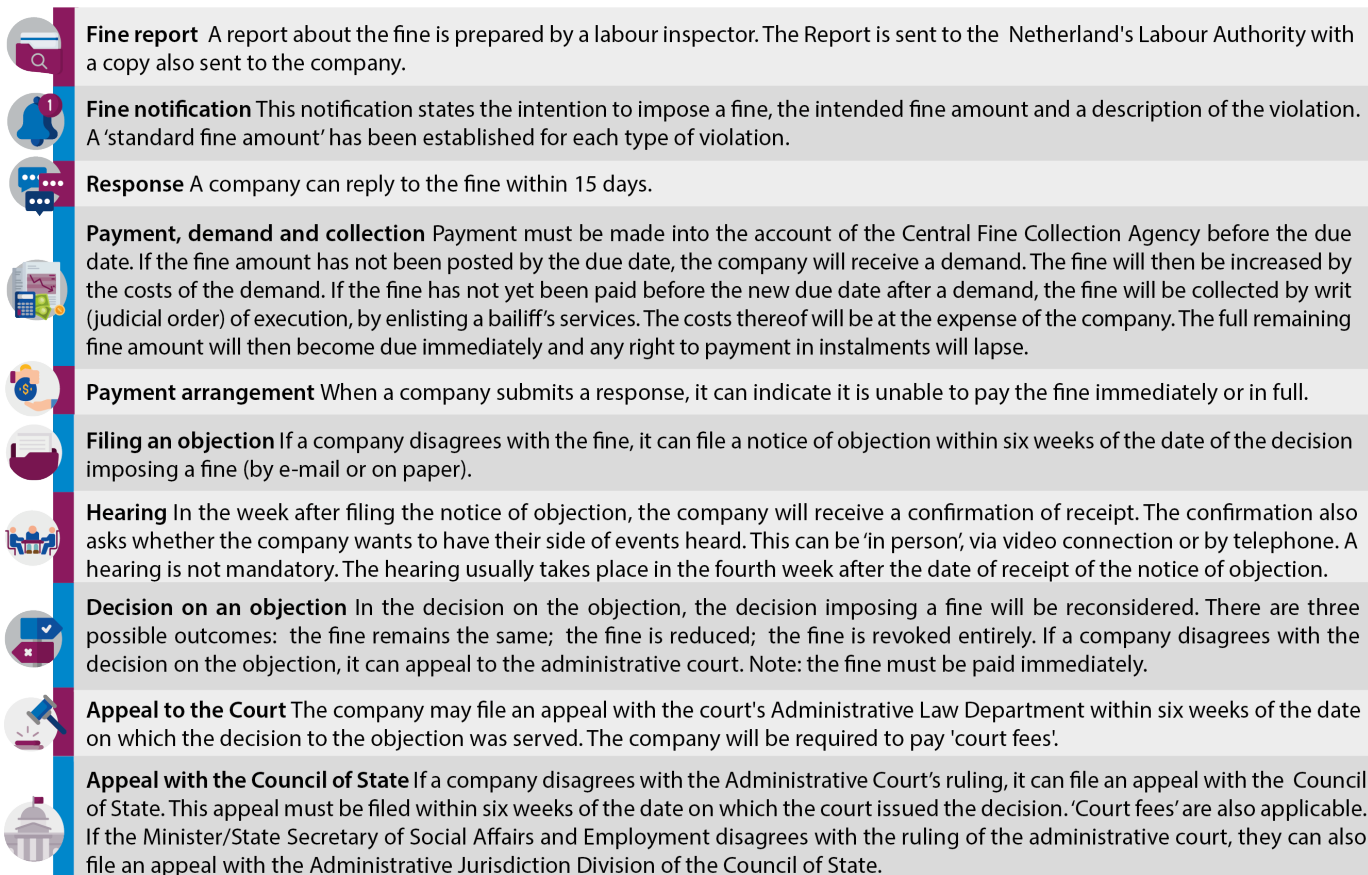 Fine report A report about the fine is prepared by a labour inspector. The Report is sent to the Netherland's Labour Authority with
a copy also sent to the company.
1
Fine notification This notification states the intention to impose a fine, the intended fine amount and a description of the violation.
A ‘standard fine amount’ has been established for each type of violation.
Response A company can reply to the fine within 15 days.
Payment, demand and collection Payment must be made into the account of the Central Fine Collection Agency before the due
date. If the fine amount has not been posted by the due date, the company will receive a demand. The fine will then be increased by
the costs of the demand. If the fine has not yet been paid before the new due date after a demand, the fine will be collected by writ
(judicial order) of execution, by enlisting a bailiff’s services. The costs thereof will be at the expense of the company. The full remaining
fine amount will then become due immediately and any right to payment in instalments will lapse.
$
Payment arrangement When a company submits a response, it can indicate it is unable to pay the fine immediately or in full.
Filing an objection If a company disagrees with the fine, it can file a notice of objection within six weeks of the date of the decision
imposing a fine (by e-mail or on paper).
Hearing In the week after filing the notice of objection, the company will receive a confirmation of receipt. The confirmation also
asks whether the company wants to have their side of events heard. This can be ‘in person’, via video connection or by telephone. A
hearing is not mandatory. The hearing usually takes place in the fourth week after the date of receipt of the notice of objection.
Decision on an objection In the decision on the objection, the decision imposing a fine will be reconsidered. There are three
possible outcomes: the fine remains the same; the fine is reduced; the fine is revoked entirely. If a company disagrees with the
decision on the objection, it can appeal to the administrative court. Note: the fine must be paid immediately.
Appeal to the Court The company may file an appeal with the court's Administrative Law Department within six weeks of the date
on which the decision to the objection was served. The company will be required to pay 'court fees'.
Appeal with the Council of State If a company disagrees with the Administrative Court’s ruling, it can file an appeal with the Council
of State. This appeal must be filed within six weeks of the date on which the court issued the decision. ‘Court fees’ are also applicable.
If the Minister/State Secretary of Social Affairs and Employment disagrees with the ruling of the administrative court, they can also
file an appeal with the Administrative Jurisdiction Division of the Council of State.